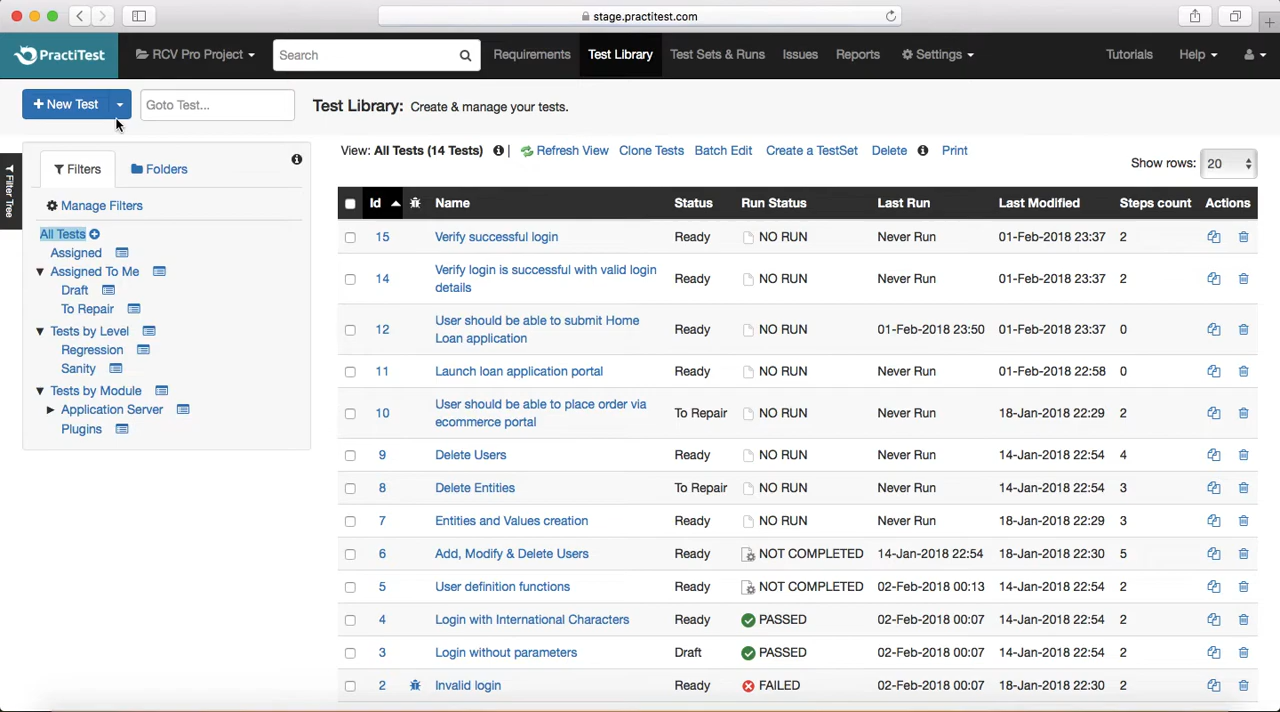 stage.practitest.com
PractiTest RCV Pro Project Search Requirements Test Library Test Sets & Runs Issues Reports Settings Tutorials Help
+ New Test Goto Test... Test Library: Create & manage your tests.
Filter Tree
Filters Folders
Manage Filters
All Tests
Assigned
Assigned To Me
Draft
To Repair
Tests by Level
Regression
Sanity
Tests by Module
Application Server
Plugins
View: All Tests (14 Tests) | Refresh View Clone Tests Batch Edit Create a TestSet Delete Print
Show rows: 20
Id Name Status Run Status Last Run Last Modified Steps count Actions
15 Verify successful login Ready NO RUN Never Run 01-Feb-2018 23:37 2
14 Verify login is successful with valid login Ready NO RUN Never Run 01-Feb-2018 23:37 2
details
12 User should be able to submit Home Ready NO RUN 01-Feb-2018 23:50 01-Feb-2018 23:37 0
Loan application
11 Launch loan application portal Ready NO RUN Never Run 01-Feb-2018 22:58 0
10 User should be able to place order via To Repair NO RUN Never Run 18-Jan-2018 22:29 2
ecommerce portal
9 Delete Users Ready NO RUN Never Run 14-Jan-2018 22:54 4
8 Delete Entities To Repair NO RUN Never Run 14-Jan-2018 22:54 3
7 Entities and Values creation Ready NO RUN Never Run 18-Jan-2018 22:29 3
6 Add, Modify & Delete Users Ready NOT COMPLETED 14-Jan-2018 22:54 18-Jan-2018 22:30 5
5 User definition functions Ready NOT COMPLETED 02-Feb-2018 00:13 14-Jan-2018 22:54 2
4 Login with International Characters Ready PASSED 02-Feb-2018 00:07 14-Jan-2018 22:54 2
3 Login without parameters Draft PASSED 02-Feb-2018 00:07 14-Jan-2018 22:54 2
2 Invalid login Ready FAILED 02-Feb-2018 00:07 18-Jan-2018 22:30 2